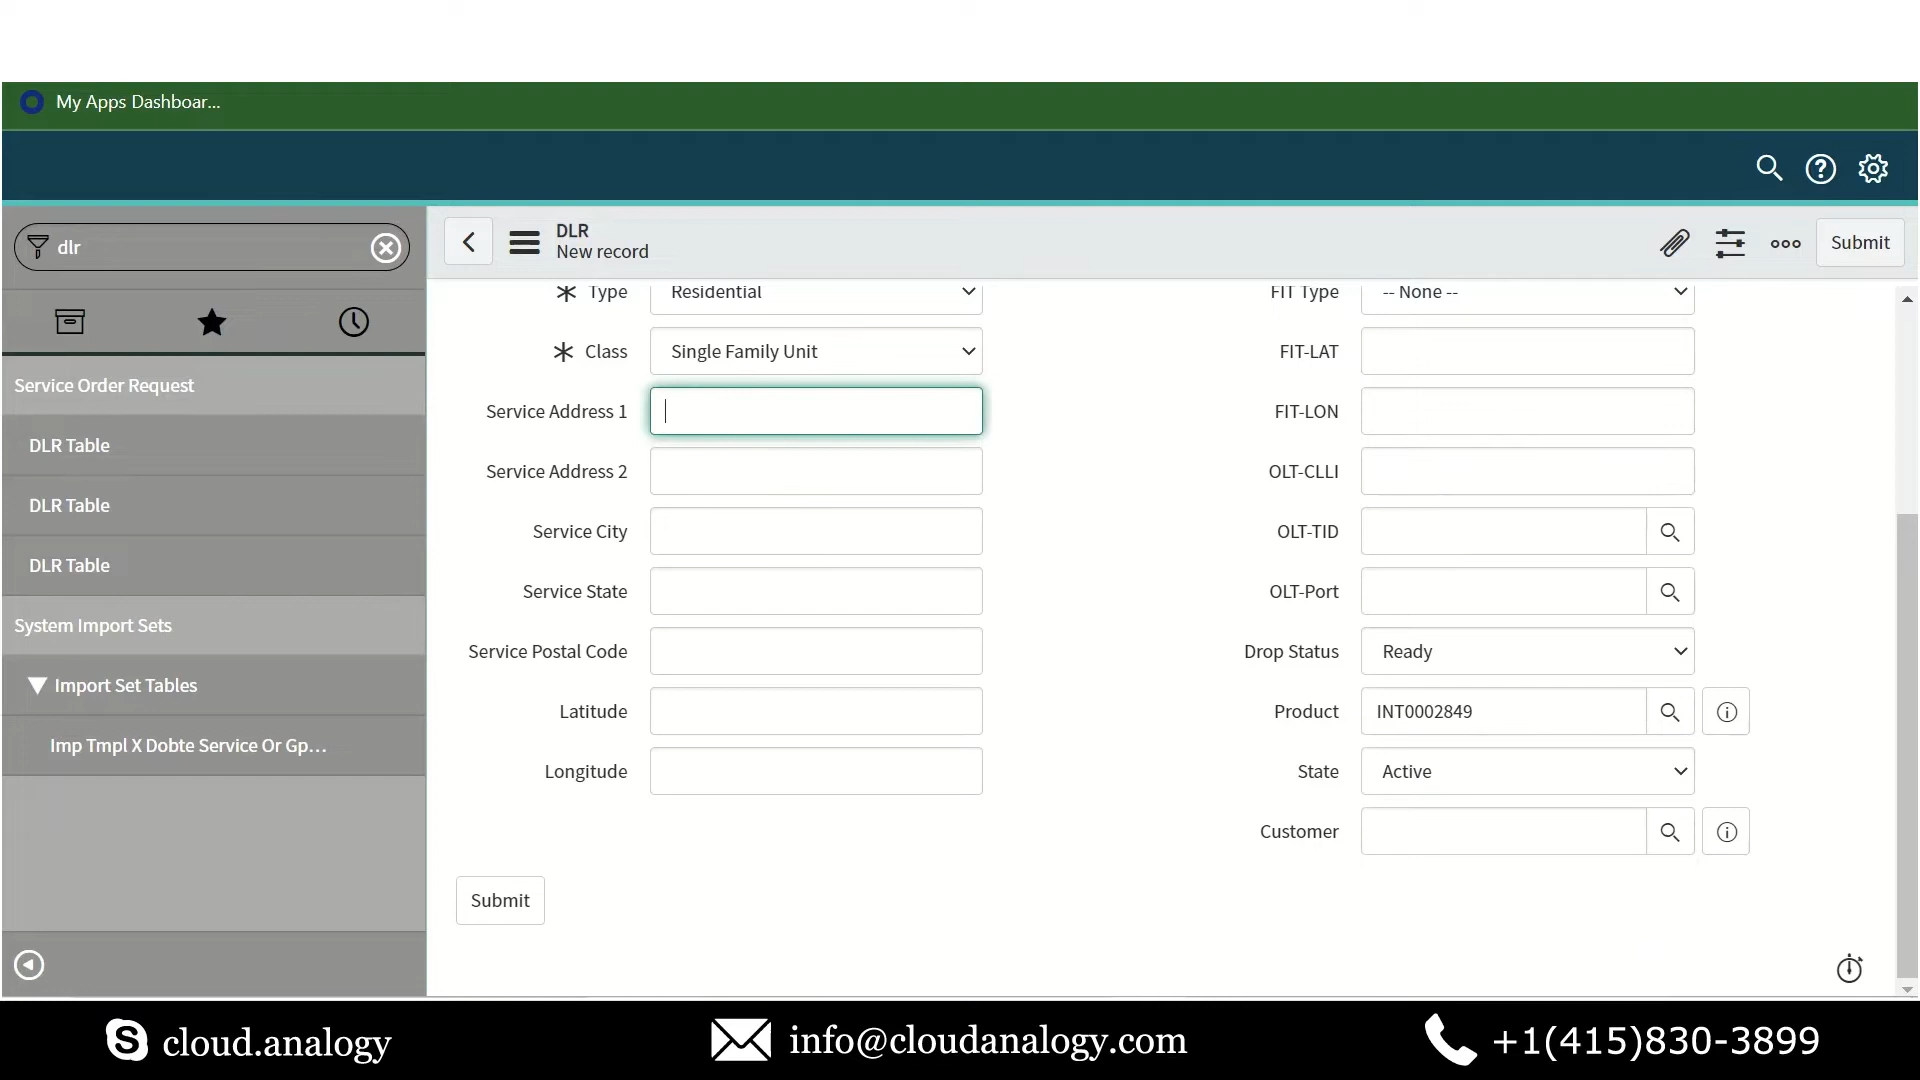 My Apps Dashboar...
dlr
DLR
New record
Submit
Service Order Request
DLR Table
DLR Table
DLR Table
System Import Sets
Import Set Tables
Imp Tmpl X Dobte Service Or Gp...
Type Residential
Class Single Family Unit
Service Address 1
Service Address 2
Service City
Service State
Service Postal Code
Latitude
Longitude
FIT Type -- None --
FIT-LAT
FIT-LON
OLT-CLLI
OLT-TID
OLT-Port
Drop Status Ready
Product INT0002849
State Active
Customer
Submit
cloud.analogy
info@cloudanalogy.com
+1(415)830-3899